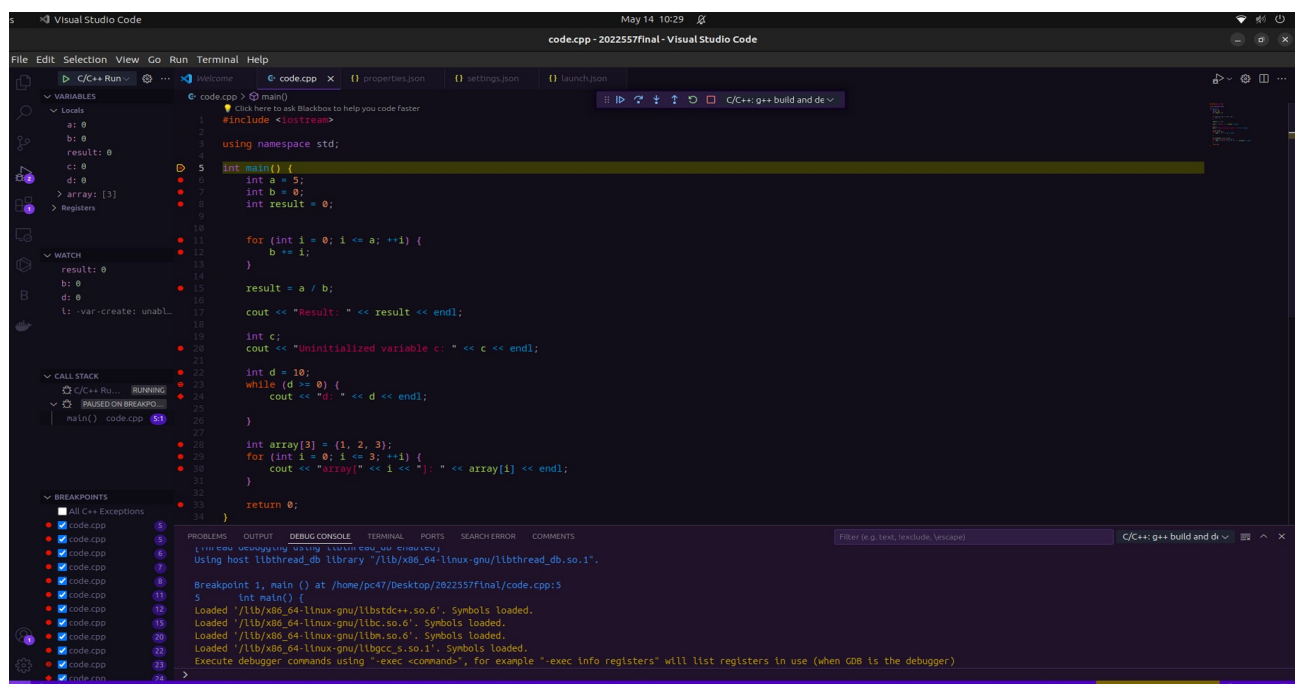 s Visual Studio Code May 14 10:29
code.cpp - 2022557final - Visual Studio Code
File Edit Selection View Go Run Terminal Help
C/C++ Run ... Welcome code.cpp {} properties.json {} settings.json {} launch.json
VARIABLES
Locals
a: 0
b: 0
result: 0
c: 0
d: 0
array: [3]
Registers
WATCH
result: 0
b: 0
d: 0
i: -var-create: unabl…
CALL STACK
C/C++ Ru... RUNNING
PAUSED ON BREAKPO...
main() code.cpp 5:1
BREAKPOINTS
All C++ Exceptions
code.cpp 5
code.cpp 5
code.cpp 6
code.cpp 7
code.cpp 8
code.cpp 11
code.cpp 12
code.cpp 15
code.cpp 20
code.cpp 22
code.cpp 23
code.cpp 24
code.cpp > main()
C/C++: g++ build and de
Click here to ask Blackbox to help you code faster
1 #include <iostream>
2
3 using namespace std;
4
5 int main() {
6 int a = 5;
7 int b = 0;
8 int result = 0;
9
10
11 for (int i = 0; i <= a; ++i) {
12 b += i;
13 }
14
15 result = a / b;
16
17 cout << "Result: " << result << endl;
18
19 int c;
20 cout << "Uninitialized variable c: " << c << endl;
21
22 int d = 10;
23 while (d >= 0) {
24 cout << "d: " << d << endl;
25
26 }
27
28 int array[3] = {1, 2, 3};
29 for (int i = 0; i <= 3; ++i) {
30 cout << "array[" << i << "]: " << array[i] << endl;
31 }
32
33 return 0;
34 }
PROBLEMS OUTPUT DEBUG CONSOLE TERMINAL PORTS SEARCH ERROR COMMENTS Filter (e.g. text, !exclude, \escape) C/C++: g++ build and de
[Thread debugging using libthread_db enabled]
Using host libthread_db library "/lib/x86_64-linux-gnu/libthread_db.so.1".
Breakpoint 1, main () at /home/pc47/Desktop/2022557final/code.cpp:5
5 int main() {
Loaded '/lib/x86_64-linux-gnu/libstdc++.so.6'. Symbols loaded.
Loaded '/lib/x86_64-linux-gnu/libc.so.6'. Symbols loaded.
Loaded '/lib/x86_64-linux-gnu/libm.so.6'. Symbols loaded.
Loaded '/lib/x86_64-linux-gnu/libgcc_s.so.1'. Symbols loaded.
Execute debugger commands using "-exec <command>", for example "-exec info registers" will list registers in use (when GDB is the debugger)
>